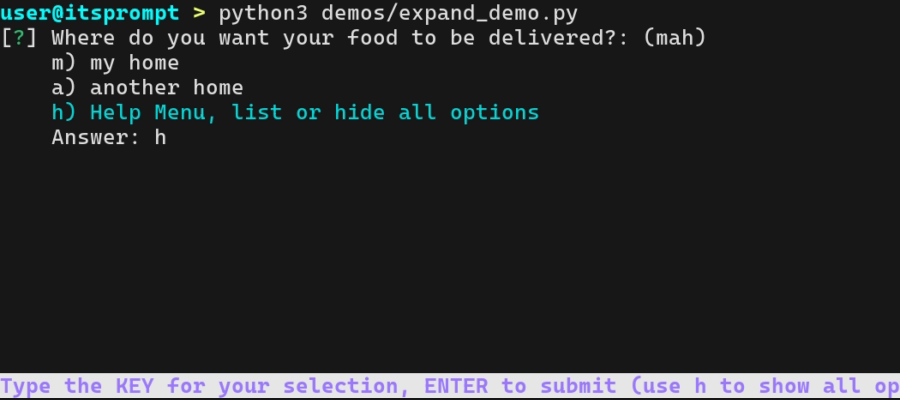 user@itsprompt > python3 demos/expand_demo.py
[?] Where do you want your food to be delivered?: (mah)
m) my home
a) another home
h) Help Menu, list or hide all options
Answer: h
Type the KEY for your selection, ENTER to submit (use h to show all op